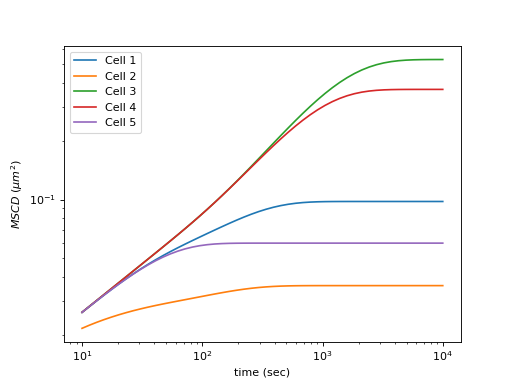 Cell 1
Cell 2
Cell 3
Cell 4
Cell 5
MSCD (μm²)
10⁻¹
10¹ 10² 10³ 10⁴
time (sec)